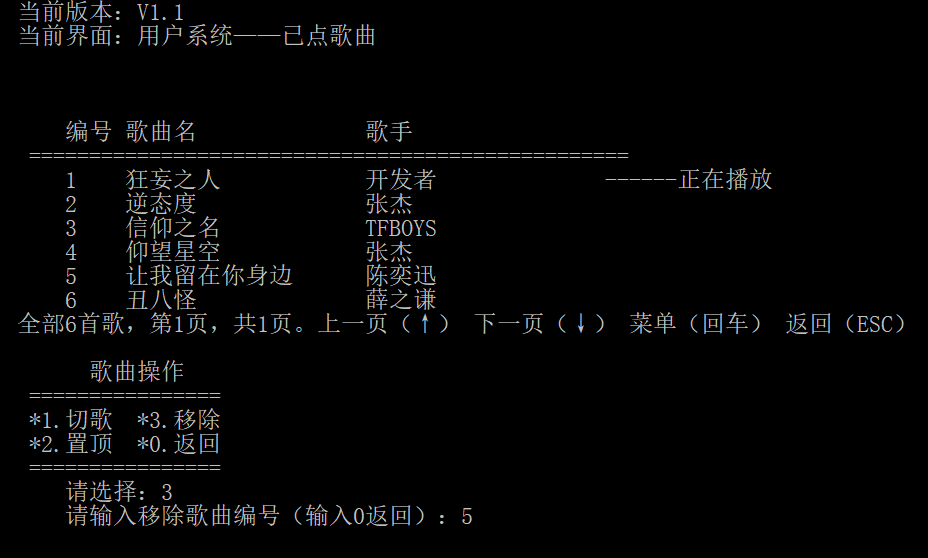 当前版本：V1.1
当前界面：用户系统——已点歌曲
编号 歌曲名 歌手
==================================================
1 狂妄之人 开发者 ------正在播放
2 逆态度 张杰
3 信仰之名 TFBOYS
4 仰望星空 张杰
5 让我留在你身边 陈奕迅
6 丑八怪 薛之谦
全部6首歌，第1页，共1页。上一页（↑） 下一页（↓） 菜单（回车） 返回（ESC）
歌曲操作
================
*1.切歌 *3.移除
*2.置顶 *0.返回
================
请选择：3
请输入移除歌曲编号（输入0返回）：5